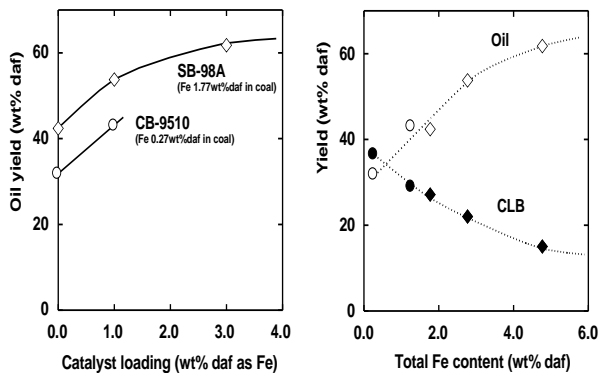 Oil yield (wt% daf)
60
40
20
0
0.0 1.0 2.0 3.0 4.0
Catalyst loading (wt% daf as Fe)
SB-98A
(Fe 1.77wt%daf in coal)
CB-9510
(Fe 0.27wt%daf in coal)
Yield (wt% daf)
60
40
20
0
0.0 2.0 4.0 6.0
Total Fe content (wt% daf)
Oil
CLB